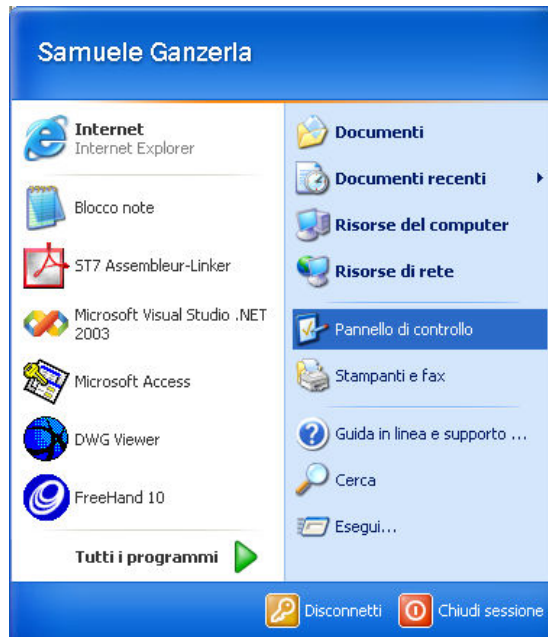 Samuele Ganzerla
Internet
Internet Explorer
Blocco note
ST7 Assembleur-Linker
Microsoft Visual Studio .NET
2003
Microsoft Access
DWG Viewer
FreeHand 10
Tutti i programmi
Documenti
Documenti recenti
Risorse del computer
Risorse di rete
Pannello di controllo
Stampanti e fax
Guida in linea e supporto ...
Cerca
Esegui...
Disconnetti
Chiudi sessione